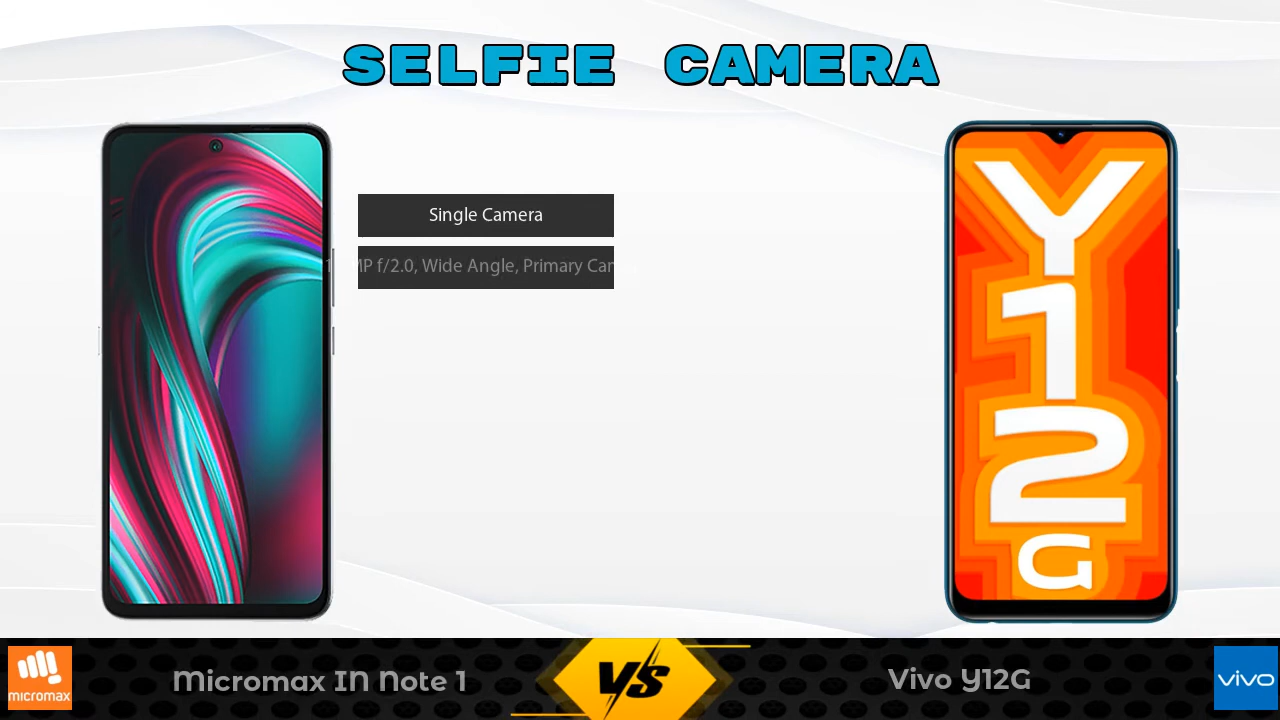 SELFIE CAMERA
Single Camera
MP f/2.0, Wide Angle, Primary
Y
1
2
G
micromax
Micromax IN Note 1
VS
Vivo Y12G
vivo